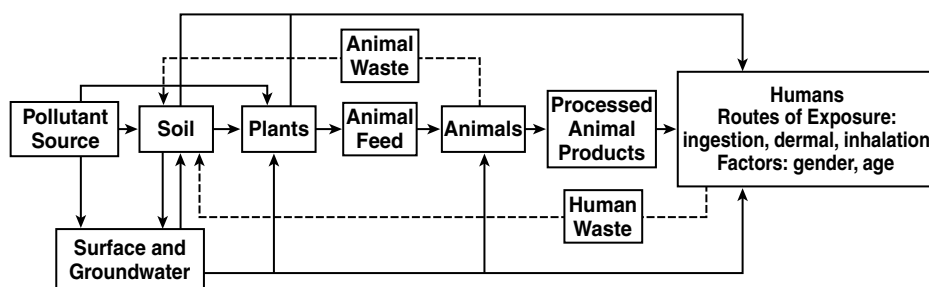 Animal
Waste
Pollutant
Source
Soil
Plants
Animal
Feed
Animals
Processed
Animal
Products
Humans
Routes of Exposure:
ingestion, dermal, inhalation
Factors: gender, age
Human
Waste
Surface and
Groundwater